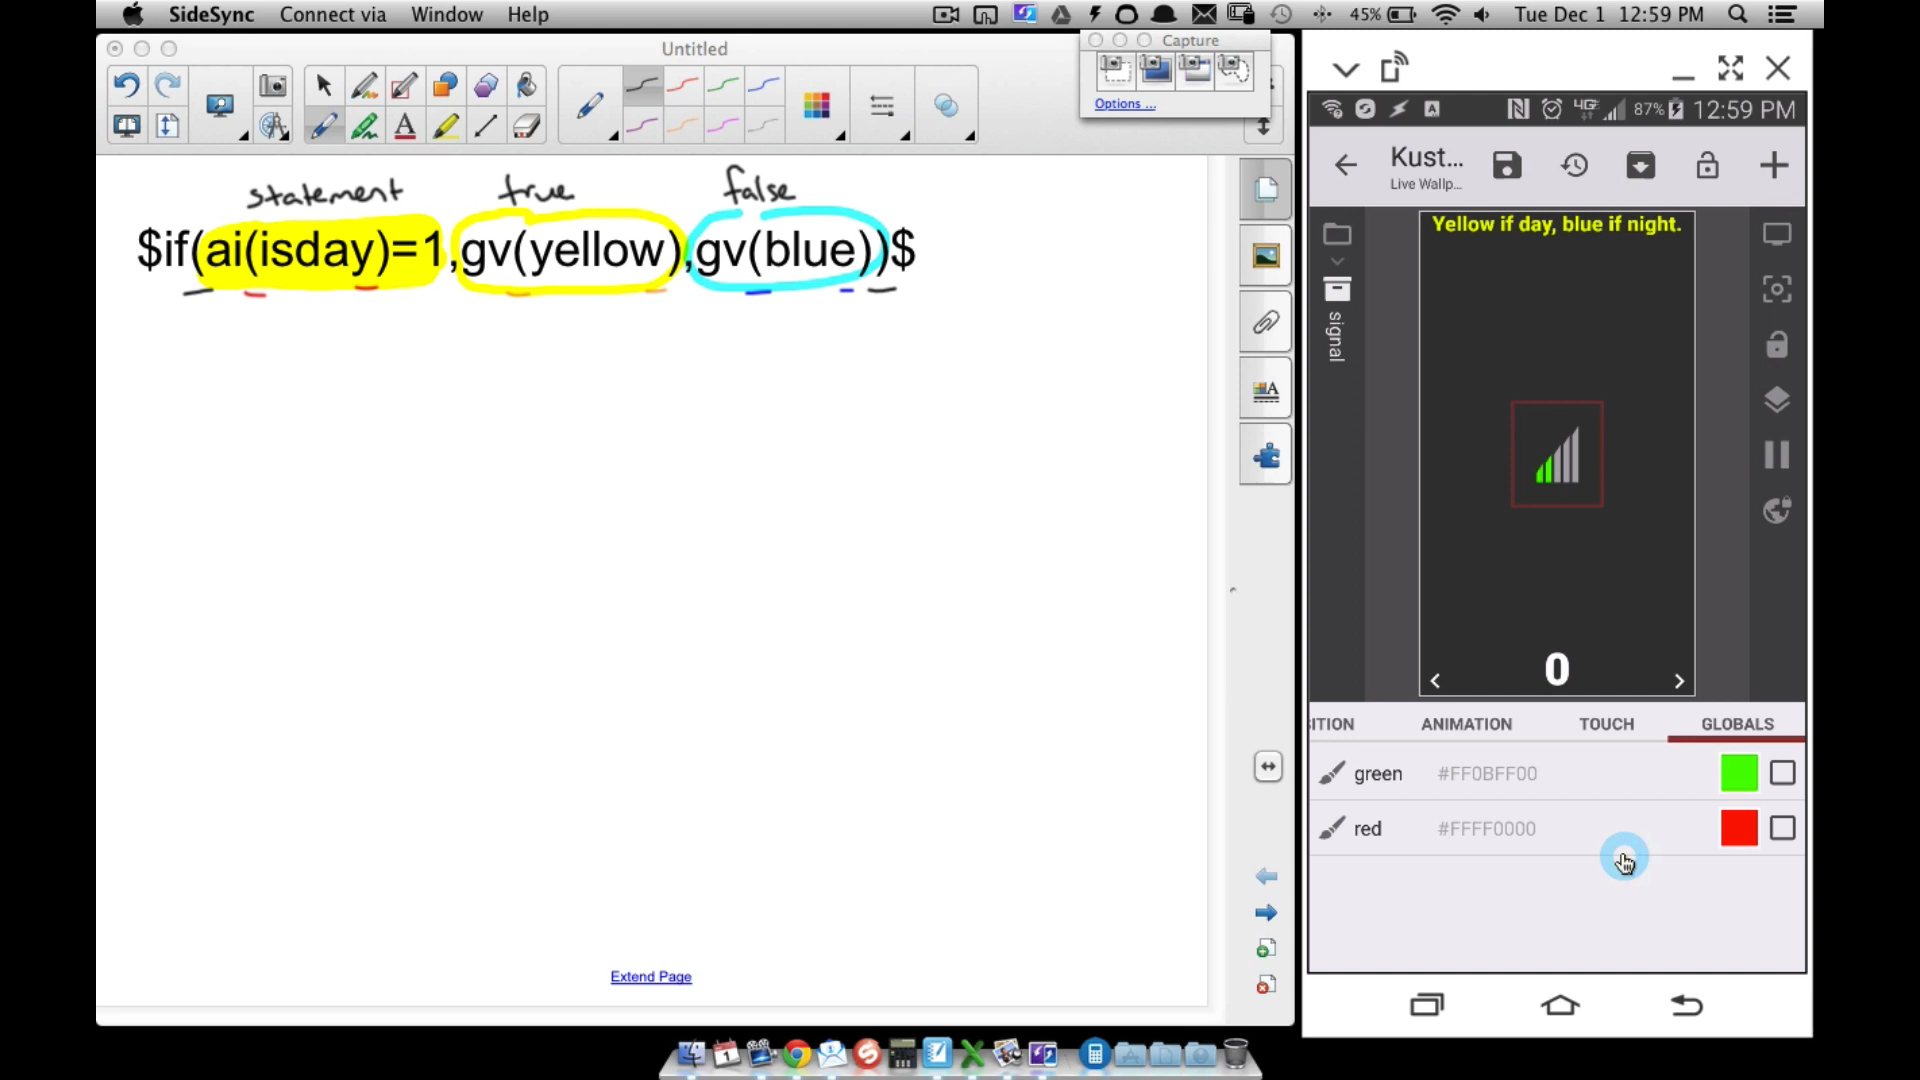 SideSync Connect via Window Help
45% Tue Dec 1 12:59 PM
Untitled
Capture
Options ...
statement true false
$if(ai(isday)=1,gv(yellow),gv(blue))$
Extend Page
4G 87% 12:59 PM
Kust...
Live Wallp...
signal
Yellow if day, blue if night.
0
ITION ANIMATION TOUCH GLOBALS
green #FF0BFF00
red #FFFF0000